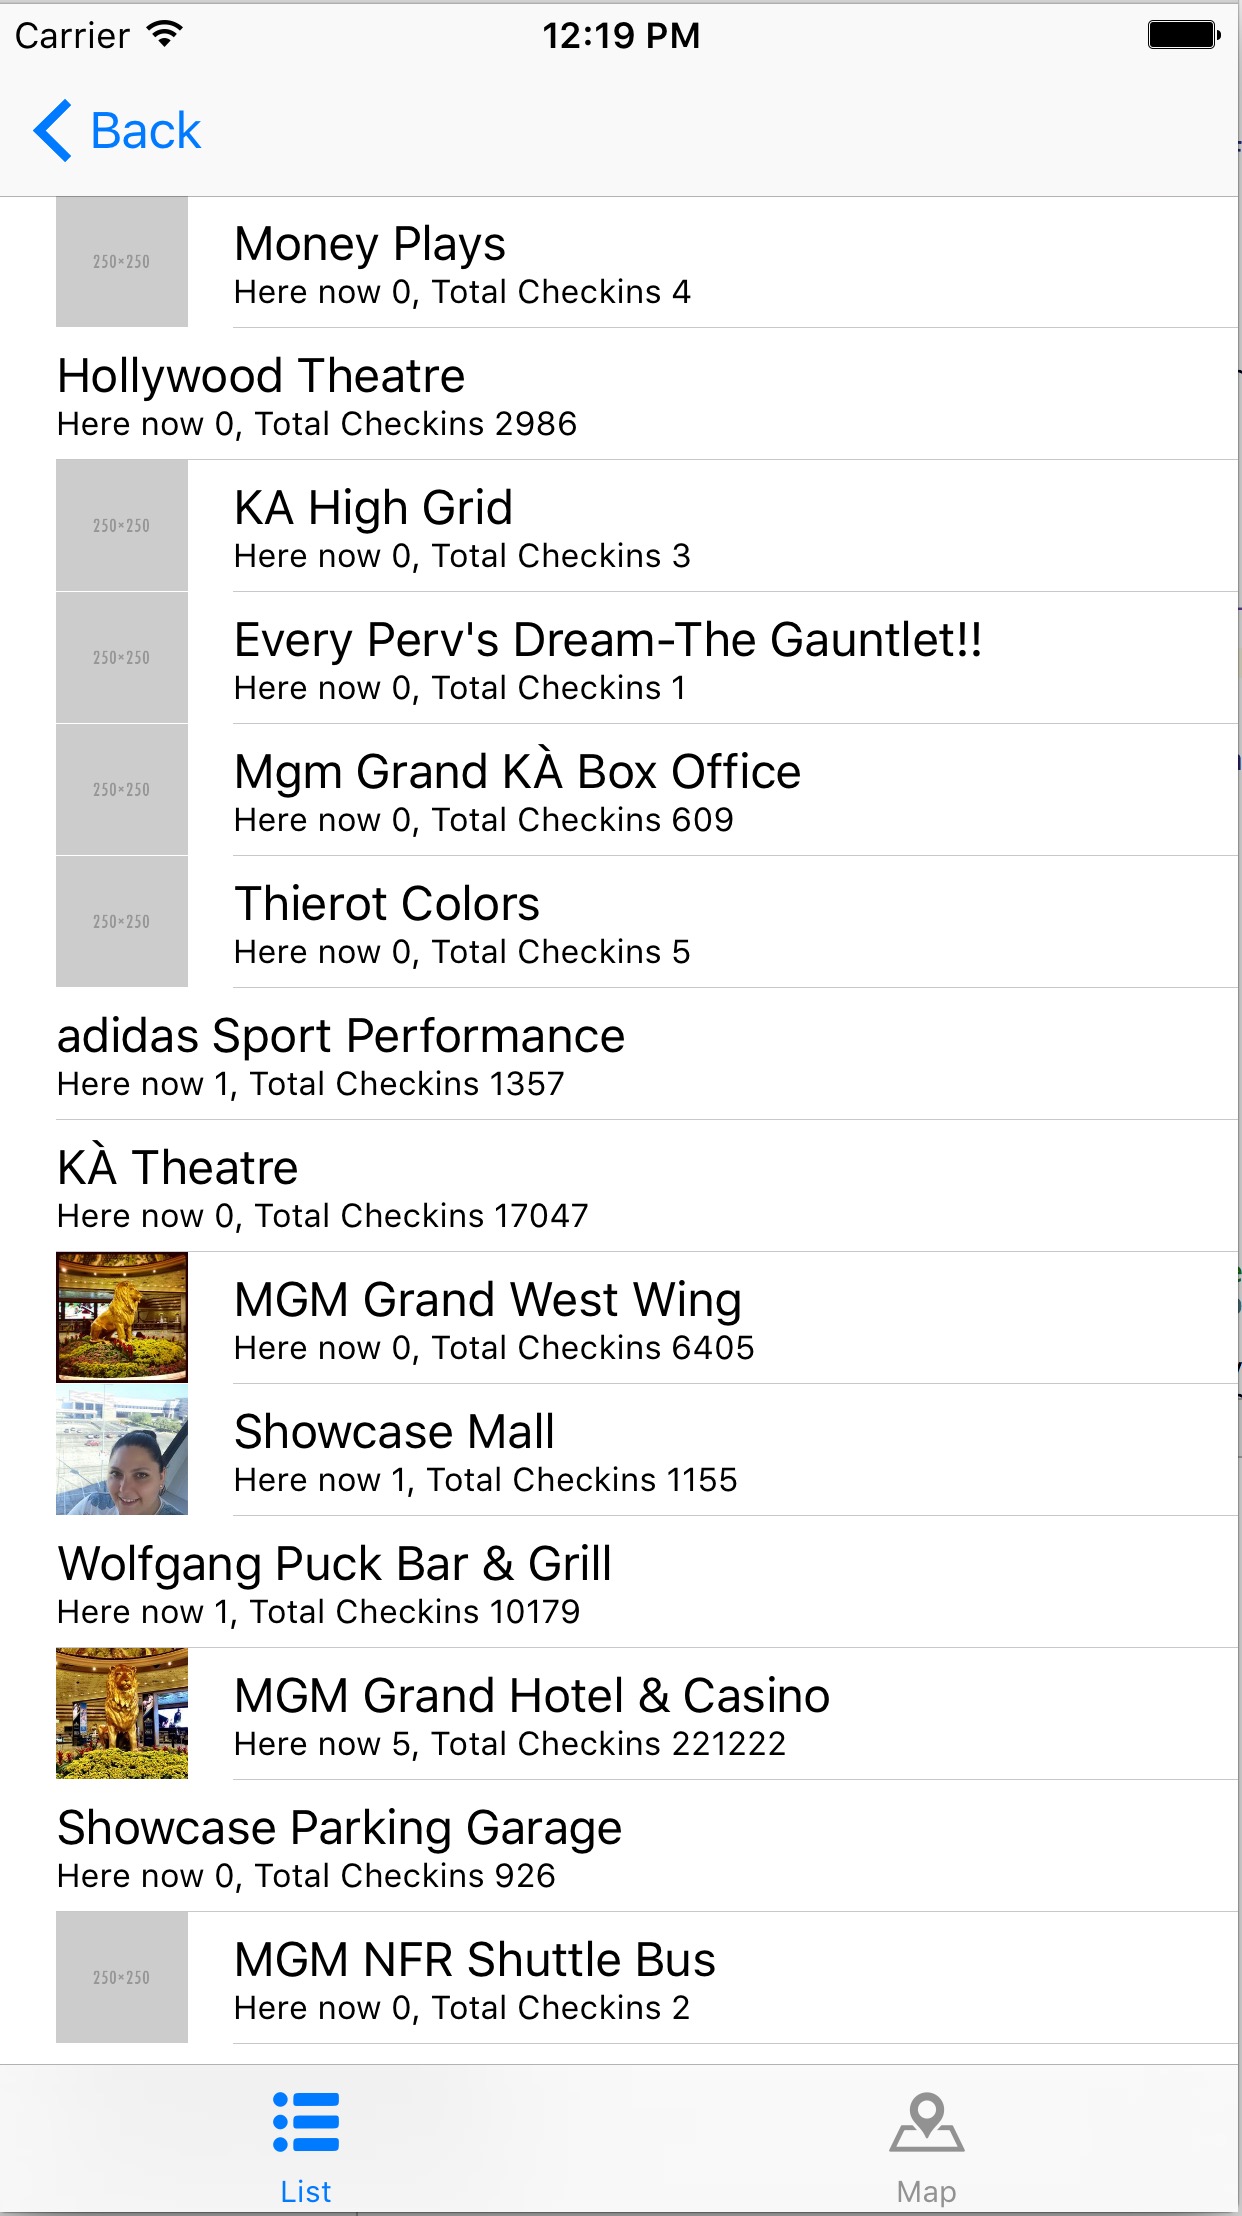 Carrier 12:19 PM
Back
250×250
Money Plays
Here now 0, Total Checkins 4
Hollywood Theatre
Here now 0, Total Checkins 2986
250×250
KA High Grid
Here now 0, Total Checkins 3
250×250
Every Perv's Dream-The Gauntlet!!
Here now 0, Total Checkins 1
250×250
Mgm Grand KÀ Box Office
Here now 0, Total Checkins 609
250×250
Thierot Colors
Here now 0, Total Checkins 5
adidas Sport Performance
Here now 1, Total Checkins 1357
KÀ Theatre
Here now 0, Total Checkins 17047
MGM Grand West Wing
Here now 0, Total Checkins 6405
Showcase Mall
Here now 1, Total Checkins 1155
Wolfgang Puck Bar & Grill
Here now 1, Total Checkins 10179
MGM Grand Hotel & Casino
Here now 5, Total Checkins 221222
Showcase Parking Garage
Here now 0, Total Checkins 926
250×250
MGM NFR Shuttle Bus
Here now 0, Total Checkins 2
List Map